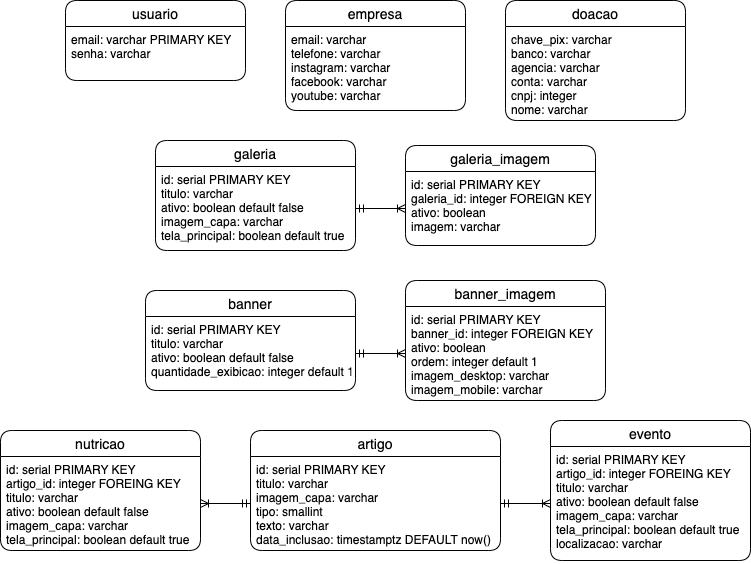 usuario
email: varchar PRIMARY KEY
senha: varchar
empresa
email: varchar
telefone: varchar
instagram: varchar
facebook: varchar
youtube: varchar
doacao
chave_pix: varchar
banco: varchar
agencia: varchar
conta: varchar
cnpj: integer
nome: varchar
galeria
id: serial PRIMARY KEY
titulo: varchar
ativo: boolean default false
imagem_capa: varchar
tela_principal: boolean default true
galeria_imagem
id: serial PRIMARY KEY
galeria_id: integer FOREIGN KEY
ativo: boolean
imagem: varchar
banner
id: serial PRIMARY KEY
titulo: varchar
ativo: boolean default false
quantidade_exibicao: integer default 1
banner_imagem
id: serial PRIMARY KEY
banner_id: integer FOREIGN KEY
ativo: boolean
ordem: integer default 1
imagem_desktop: varchar
imagem_mobile: varchar
nutricao
id: serial PRIMARY KEY
artigo_id: integer FOREING KEY
titulo: varchar
ativo: boolean default false
imagem_capa: varchar
tela_principal: boolean default true
artigo
id: serial PRIMARY KEY
titulo: varchar
imagem_capa: varchar
tipo: smallint
texto: varchar
data_inclusao: timestamptz DEFAULT now()
evento
id: serial PRIMARY KEY
artigo_id: integer FOREING KEY
titulo: varchar
ativo: boolean default false
imagem_capa: varchar
tela_principal: boolean default true
localizacao: varchar